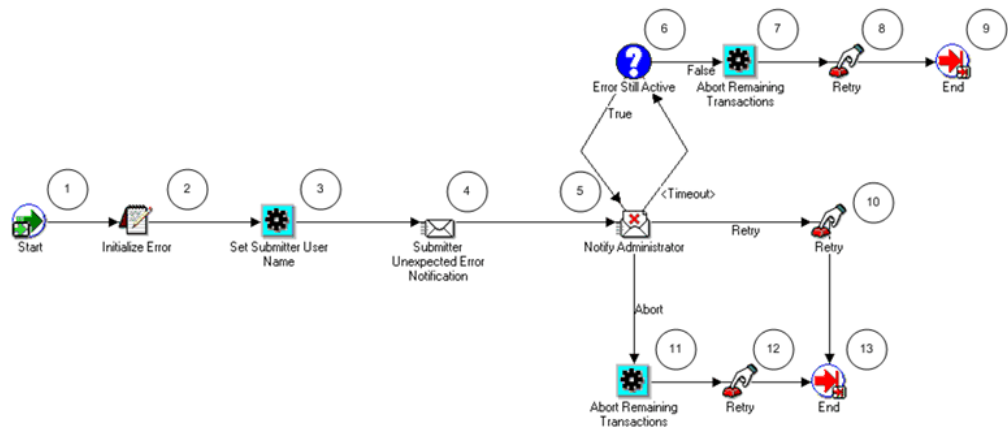 6
7
8
9
Error Still Active
False
Abort Remaining
Transactions
Retry
End
True
1
2
3
4
5
<Timeout>
10
Start
Initialize Error
Set Submitter User
Name
Submitter
Unexpected Error
Notification
Notify Administrator
Retry
Retry
Abort
11
12
13
Abort Remaining
Transactions
Retry
End